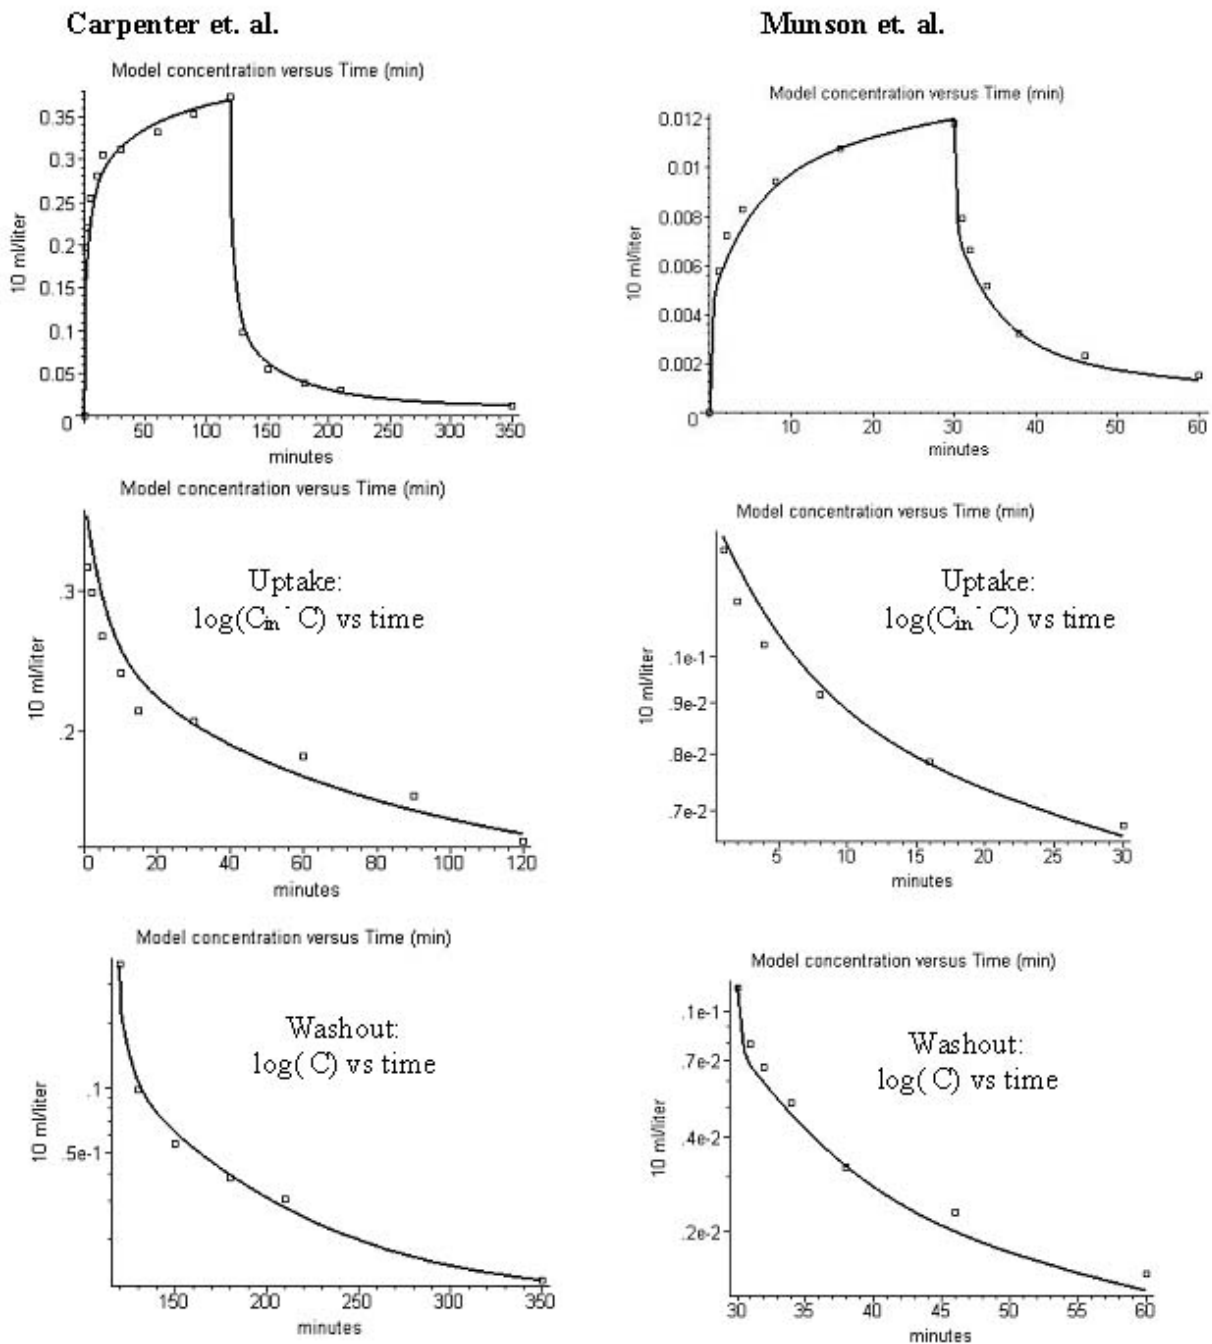 Carpenter et. al.
Model concentration versus Time (min)
0.35
0.3
0.25
0.2
0.15
0.1
0.05
0
10 ml/liter
50 100 150 200 250 300 350
minutes
Munson et. al.
Model concentration versus Time (min)
0.012
0.01
0.008
0.006
0.004
0.002
0
10 ml/liter
10 20 30 40 50 60
minutes
Model concentration versus Time (min)
.3
.2
10 ml/liter
Uptake:
log(Cin - C) vs time
0 20 40 60 80 100 120
minutes
Model concentration versus Time (min)
.1e-1
.9e-2
.8e-2
.7e-2
10 ml/liter
Uptake:
log(Cin - C) vs time
5 10 15 20 25 30
minutes
Model concentration versus Time (min)
.1
.5e-1
10 ml/liter
Washout:
log( C) vs time
150 200 250 300 350
minutes
Model concentration versus Time (min)
.1e-1
.7e-2
.4e-2
.2e-2
10 ml/liter
Washout:
log( C) vs time
30 35 40 45 50 55 60
minutes